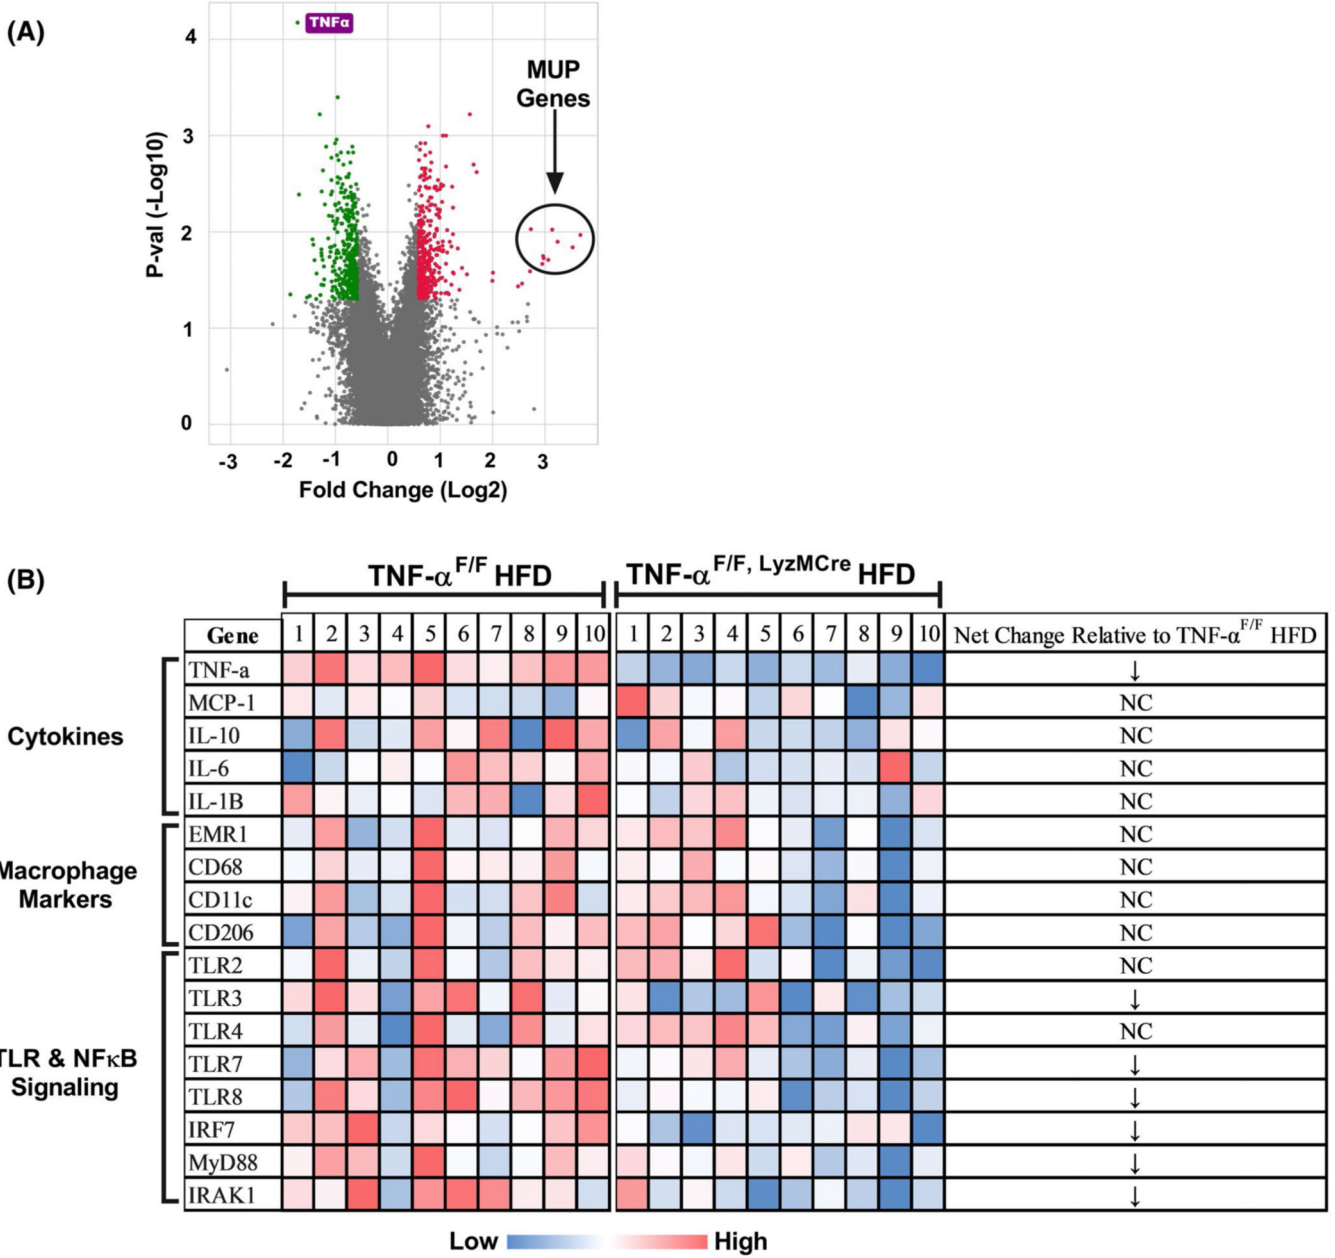 (A)
TNFα
MUP
Genes
4
3
2
1
0
P-val (-Log10)
-3 -2 -1 0 1 2 3
Fold Change (Log2)
(B)
TNF-α F/F HFD
TNF-α F/F, LyzMCre HFD
Gene 1 2 3 4 5 6 7 8 9 10 1 2 3 4 5 6 7 8 9 10 Net Change Relative to TNF-α F/F HFD
Cytokines
TNF-a ↓
MCP-1 NC
IL-10 NC
IL-6 NC
IL-1B NC
Macrophage
Markers
EMR1 NC
CD68 NC
CD11c NC
CD206 NC
TLR & NFκB
Signaling
TLR2 NC
TLR3 ↓
TLR4 NC
TLR7 ↓
TLR8 ↓
IRF7 ↓
MyD88 ↓
IRAK1 ↓
Low High